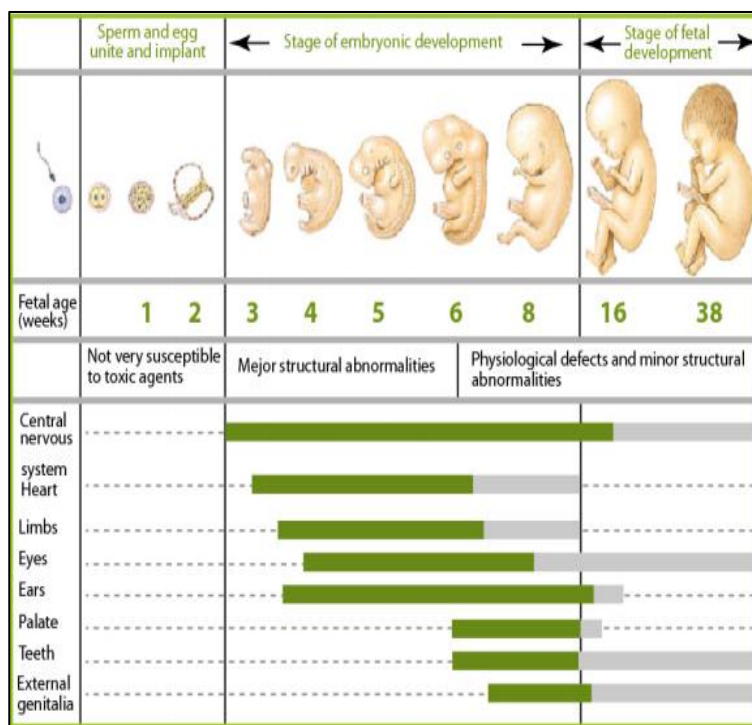 Sperm and egg
unite and implant
Stage of embryonic development
Stage of fetal
development
Fetal age
(weeks)
1 2 3 4 5 6 8 16 38
Not very susceptible
to toxic agents
Mejor structural abnormalities
Physiological defects and minor structural
abnormalities
Central
nervous
system
Heart
Limbs
Eyes
Ears
Palate
Teeth
External
genitalia